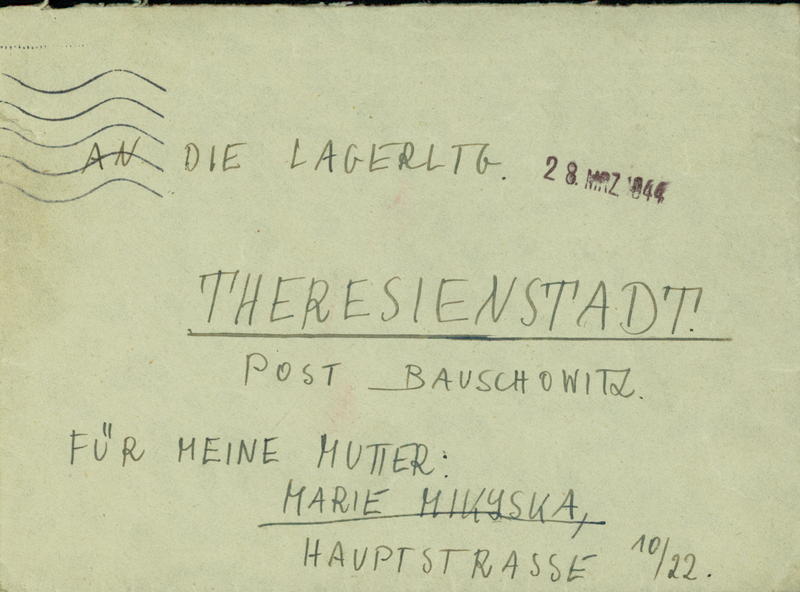 AN DIE LAGERLTG. 28. MRZ 1944
THERESIENSTADT.
POST BAUSCHOWITZ.
FÜR MEINE MUTTER:
MARIE MIKYSKA,
HAUPTSTRASSE 10/22.